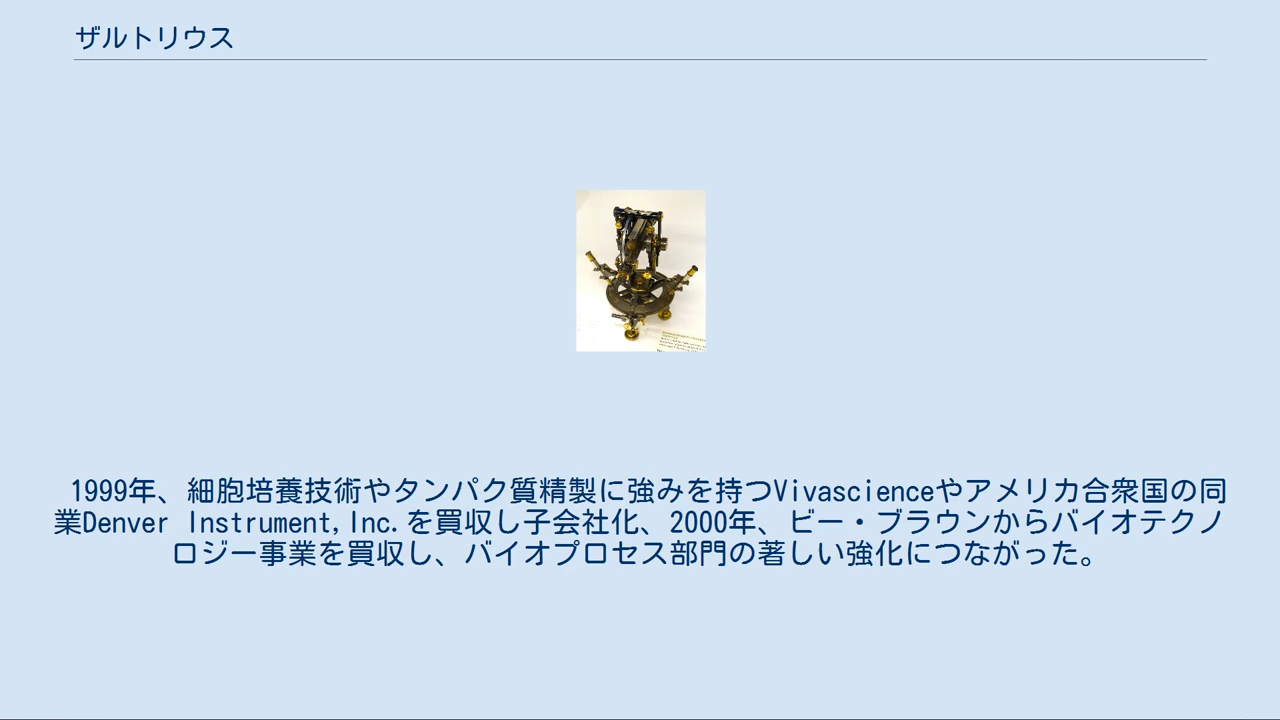 ザルトリウス
1999年、細胞培養技術やタンパク質精製に強みを持つVivascienceやアメリカ合衆国の同
業Denver Instrument,Inc.を買収し子会社化、2000年、ビー・ブラウンからバイオテクノ
ロジー事業を買収し、バイオプロセス部門の著しい強化につながった。